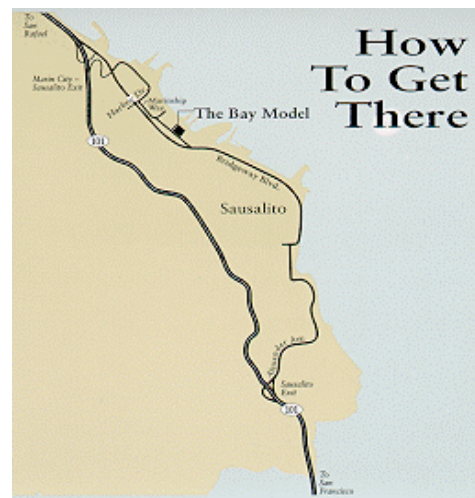 To
San
Rafael
How
To Get
There
Marin City –
Sausalito Exit
Harbor Dr.
Marinship
Way
The Bay Model
101
Bridgeway Blvd.
Sausalito
Alexander Ave.
Sausalito
Exit
101
To
San
Francisco